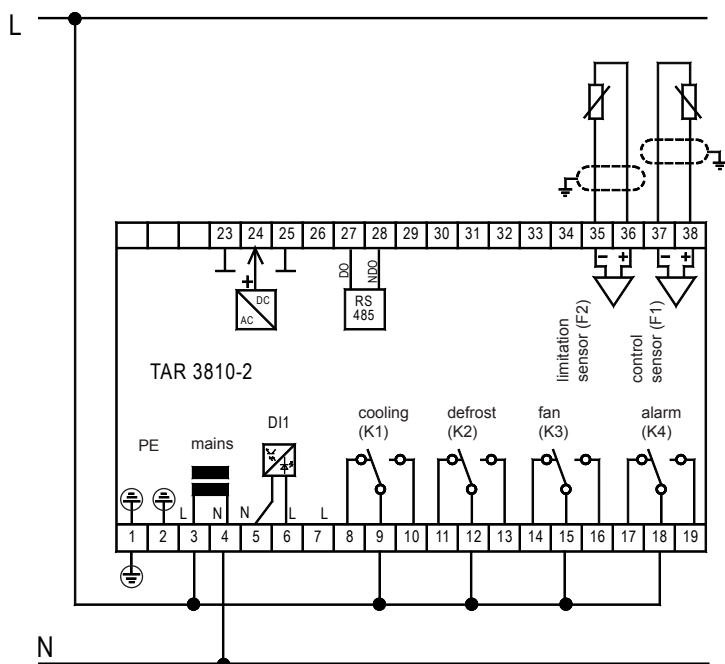 L
23 24 25 26 27 28 29 30 31 32 33 34 35 36 37 38
+
DC
AC
DO
NDO
RS
485
– + – +
limitation
sensor (F2)
control
sensor (F1)
TAR 3810-2
PE
mains
DI1
cooling
(K1)
defrost
(K2)
fan
(K3)
alarm
(K4)
L N N L L
1 2 3 4 5 6 7 8 9 10 11 12 13 14 15 16 17 18 19
N